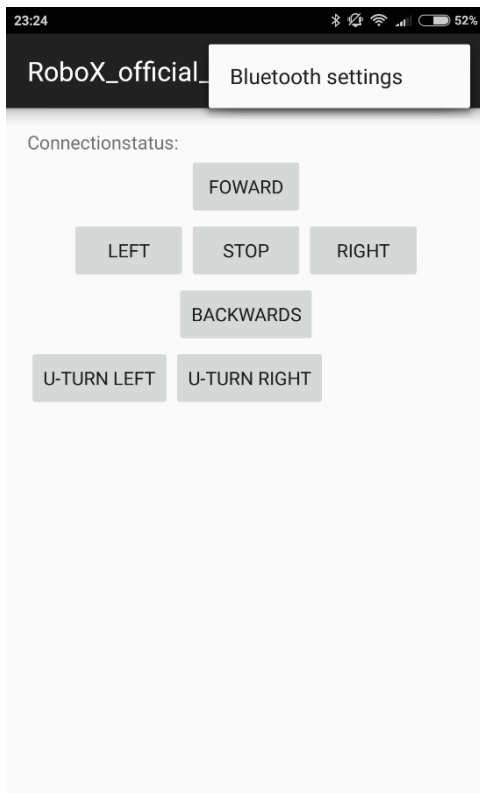 23:24 52%
RoboX_official_ Bluetooth settings
Connectionstatus:
FOWARD
LEFT STOP RIGHT
BACKWARDS
U-TURN LEFT U-TURN RIGHT